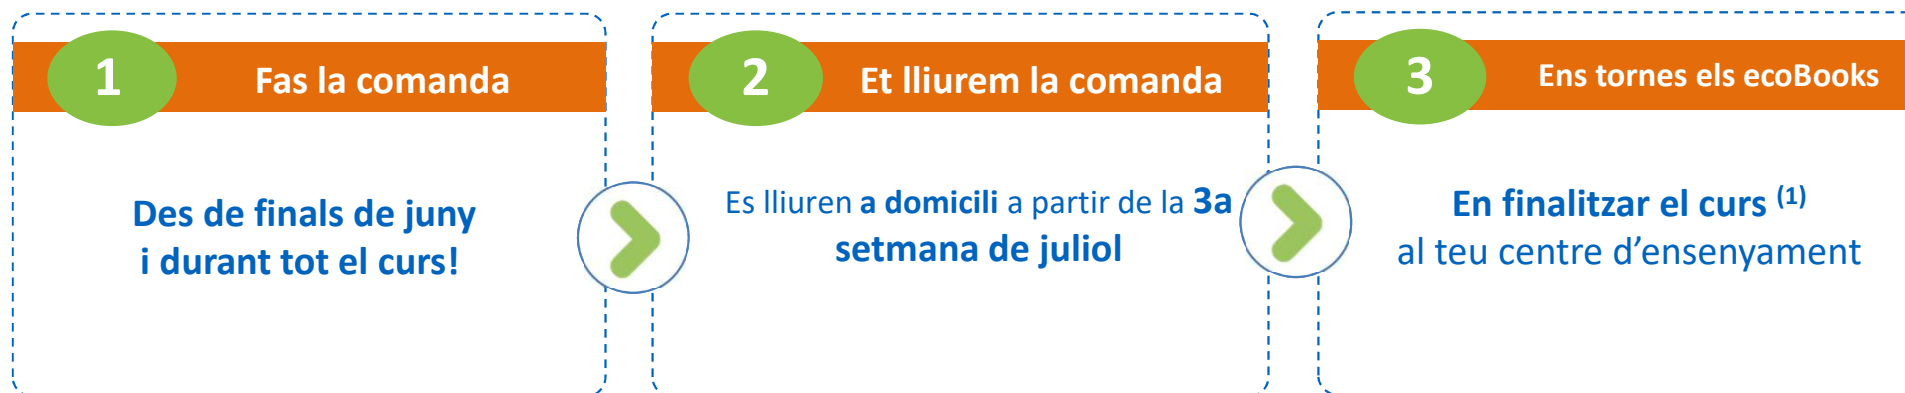 1
Fas la comanda
Des de finals de juny
i durant tot el curs!
2
Et lliurem la comanda
Es lliuren a domicili a partir de la 3a
setmana de juliol
3
Ens tornes els ecoBooks
En finalitzar el curs (1)
al teu centre d'ensenyament